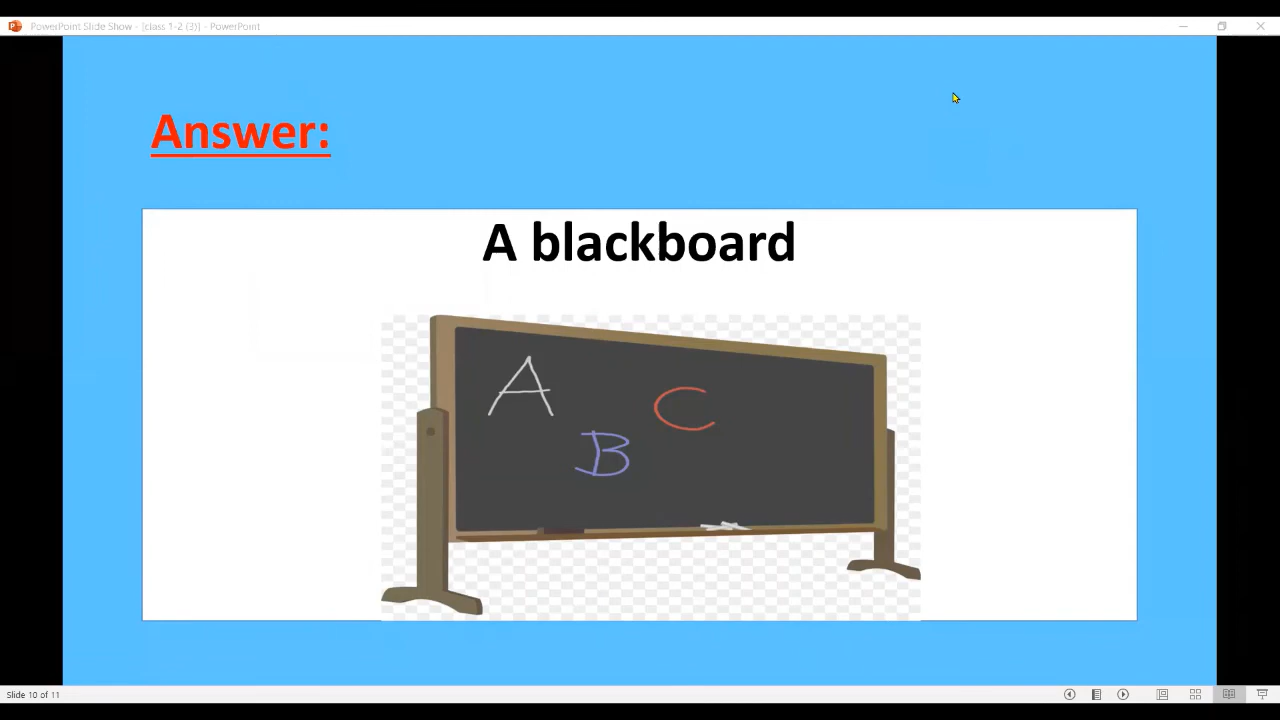 PowerPoint Slide Show - [class 1-2 (3)] - PowerPoint
Answer:
A blackboard
A
C
B
Slide 10 of 11